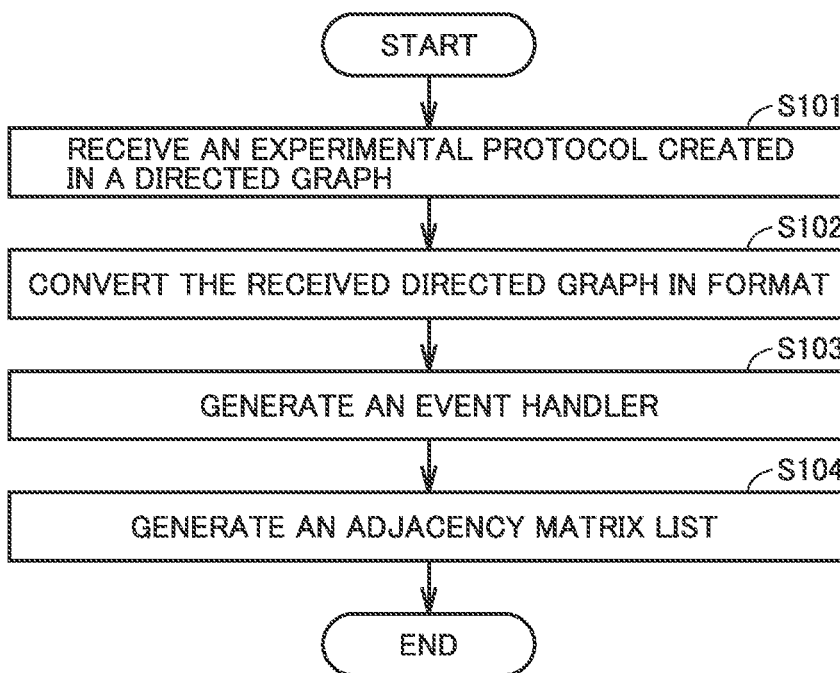 START
S101
RECEIVE AN EXPERIMENTAL PROTOCOL CREATED
IN A DIRECTED GRAPH
S102
CONVERT THE RECEIVED DIRECTED GRAPH IN FORMAT
S103
GENERATE AN EVENT HANDLER
S104
GENERATE AN ADJACENCY MATRIX LIST
END